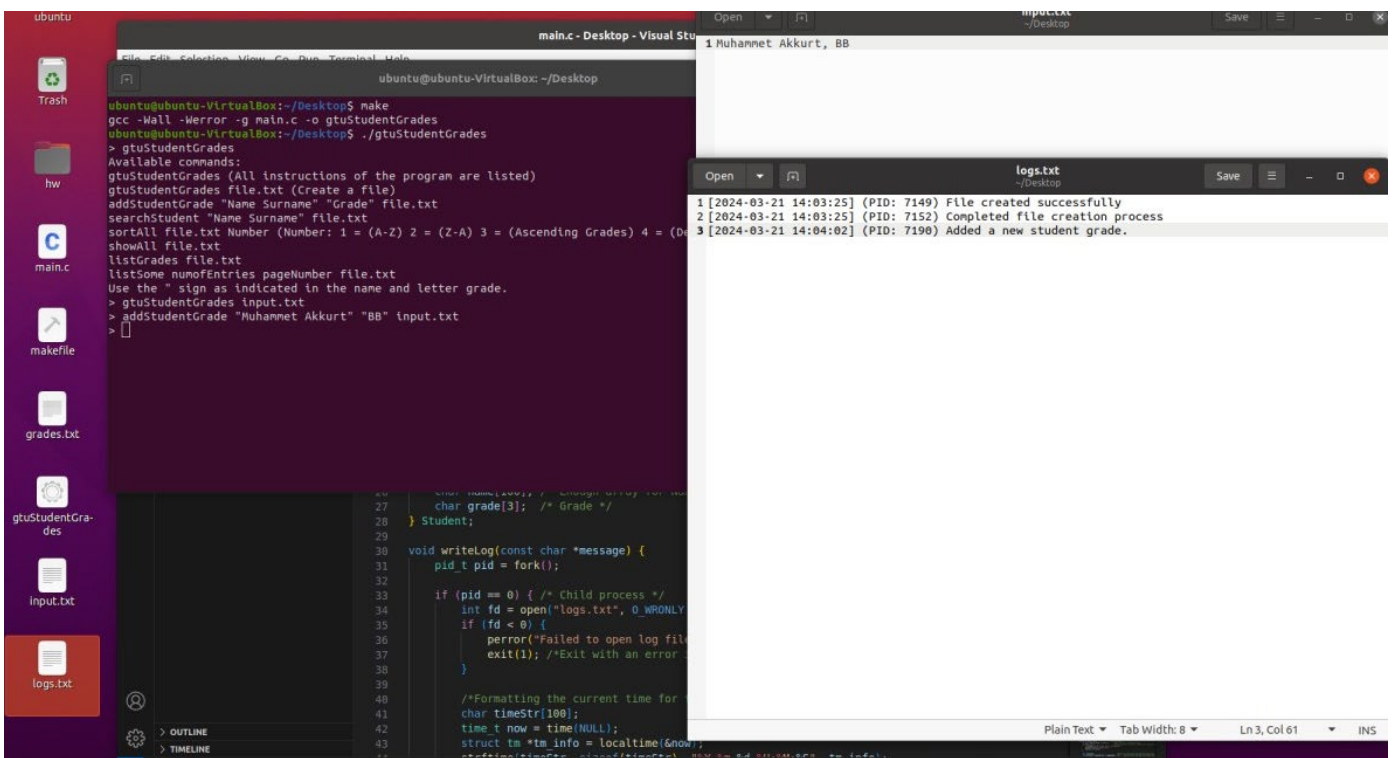 ubuntu
Trash
hw
main.c
makefile
grades.txt
gtuStudentGra-
des
input.txt
logs.txt
main.c - Desktop - Visual Stu
File Edit Selection View Go Run Terminal Help
ubuntu@ubuntu-VirtualBox: ~/Desktop
ubuntu@ubuntu-VirtualBox:~/Desktop$ make
gcc -Wall -Werror -g main.c -o gtuStudentGrades
ubuntu@ubuntu-VirtualBox:~/Desktop$ ./gtuStudentGrades
> gtuStudentGrades
Available commands:
gtuStudentGrades (All instructions of the program are listed)
gtuStudentGrades file.txt (Create a file)
addStudentGrade "Name Surname" "Grade" file.txt
searchStudent "Name Surname" file.txt
sortAll file.txt Number (Number: 1 = (A-Z) 2 = (Z-A) 3 = (Ascending Grades) 4 = (De
showAll file.txt
listGrades file.txt
listSome numofEntries pageNumber file.txt
Use the " sign as indicated in the name and letter grade.
> gtuStudentGrades input.txt
> addStudentGrade "Muhammet Akkurt" "BB" input.txt
>
27 char grade[3]; /* Grade */
28 } Student;
29
30 void writeLog(const char *message) {
31 pid_t pid = fork();
32
33 if (pid == 0) { /* Child process */
34 int fd = open("logs.txt", O_WRONLY
35 if (fd < 0) {
36 perror("Failed to open log file
37 exit(1); /*Exit with an error
38 }
39
40 /*Formatting the current time for
41 char timeStr[100];
42 time_t now = time(NULL);
43 struct tm *tm_info = localtime(&now);
> OUTLINE
> TIMELINE
Open input.txt Save
~/Desktop
1 Muhammet Akkurt, BB
Open logs.txt Save
~/Desktop
1 [2024-03-21 14:03:25] (PID: 7149) File created successfully
2 [2024-03-21 14:03:25] (PID: 7152) Completed file creation process
3 [2024-03-21 14:04:02] (PID: 7190) Added a new student grade.
Plain Text Tab Width: 8 Ln 3, Col 61 INS